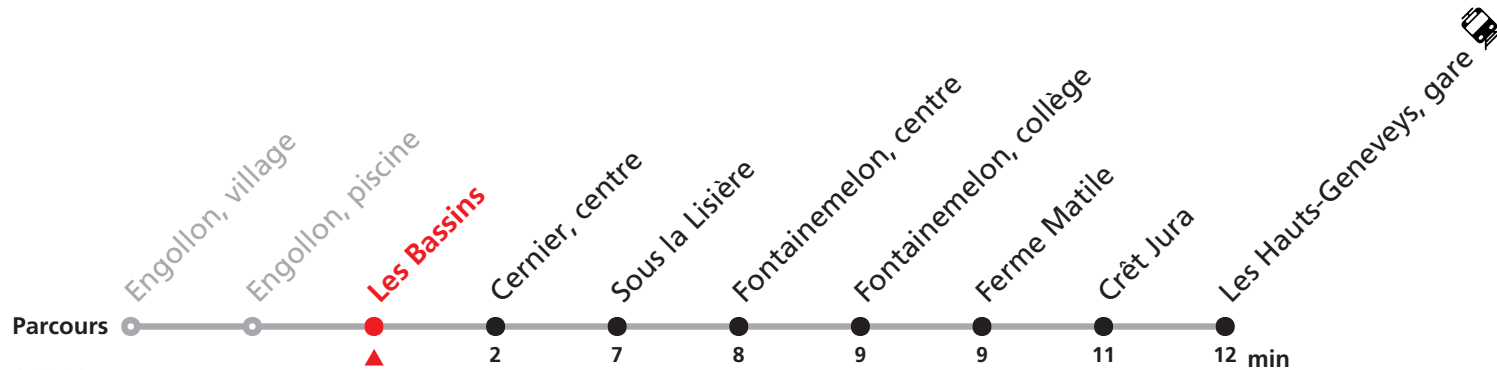 Engollon, village
Engollon, piscine
Les Bassins
Cernier, centre
Sous la Lisière
Fontainemelon, centre
Fontainemelon, collège
Ferme Matile
Crêt Jura
Les Hauts-Geneveys, gare
Parcours
2 7 8 9 9 11 12 min